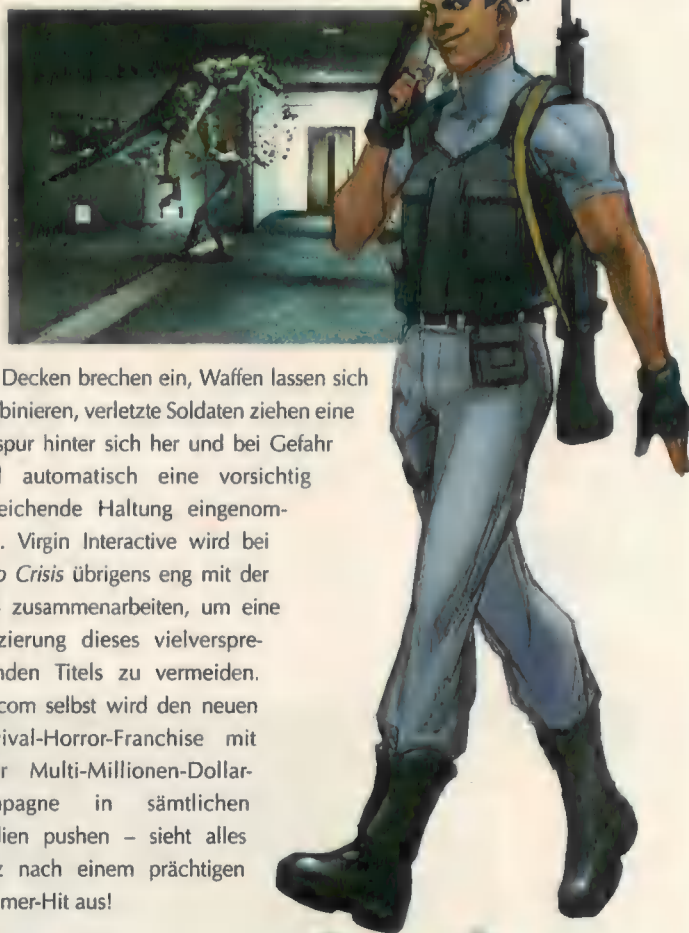 Decken brechen ein, Waffen lassen sich
binieren, verletzte Soldaten ziehen eine
spur hinter sich her und bei Gefahr
automatisch eine vorsichtig
eichende Haltung eingenom-
. Virgin Interactive wird bei
o Crisis übrigens eng mit der
zusammenarbeiten, um eine
zierung dieses vielverspre-
nden Titels zu vermeiden.
com selbst wird den neuen
ival-Horror-Franchise mit
r Multi-Millionen-Dollar-
pagne in sämtlichen
lien pushen – sieht alles
z nach einem prächtigen
mer-Hit aus!